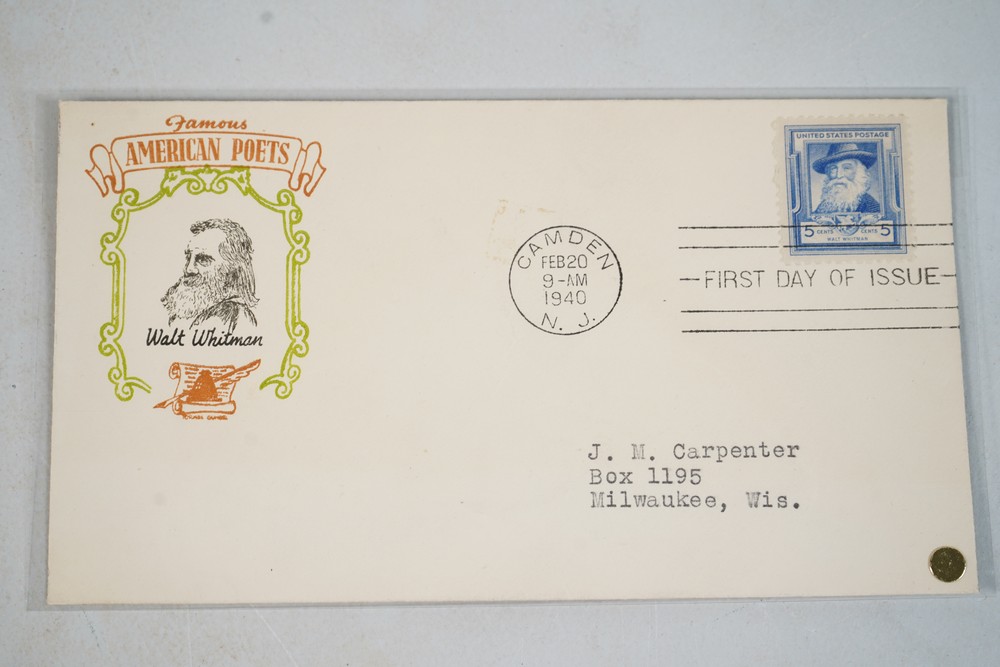 Famous
AMERICAN POETS
Walt Whitman
UNITED STATES POSTAGE
5 CENTS CENTS 5
WALT WHITMAN
CAMDEN
FEB 20
9-AM
1940
N. J.
FIRST DAY OF ISSUE
J. M. Carpenter
Box 1195
Milwaukee, Wis.